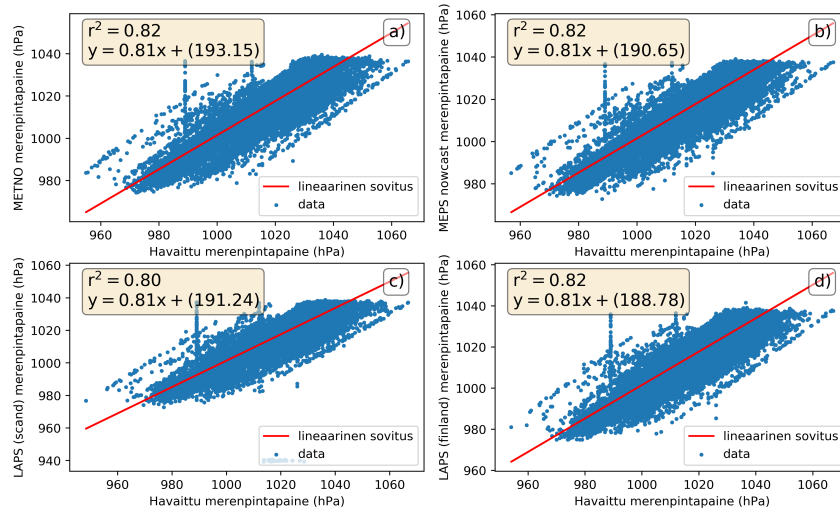 r² = 0.82
y = 0.81x + (193.15)
a)
1040
1020
1000
980
METNO merenpintapaine (hPa)
lineaarinen sovitus
data
960 980 1000 1020 1040 1060
Havaittu merenpintapaine (hPa)
r² = 0.82
y = 0.81x + (190.65)
b)
1040
1020
1000
980
MEPS nowcast merenpintapaine (hPa)
lineaarinen sovitus
data
960 980 1000 1020 1040 1060
Havaittu merenpintapaine (hPa)
r² = 0.80
y = 0.81x + (191.24)
c)
1060
1040
1020
1000
980
960
940
LAPS (scand) merenpintapaine (hPa)
lineaarinen sovitus
data
960 980 1000 1020 1040 1060
Havaittu merenpintapaine (hPa)
r² = 0.82
y = 0.81x + (188.78)
d)
1060
1040
1020
1000
980
960
LAPS (finland) merenpintapaine (hPa)
lineaarinen sovitus
data
960 980 1000 1020 1040 1060
Havaittu merenpintapaine (hPa)